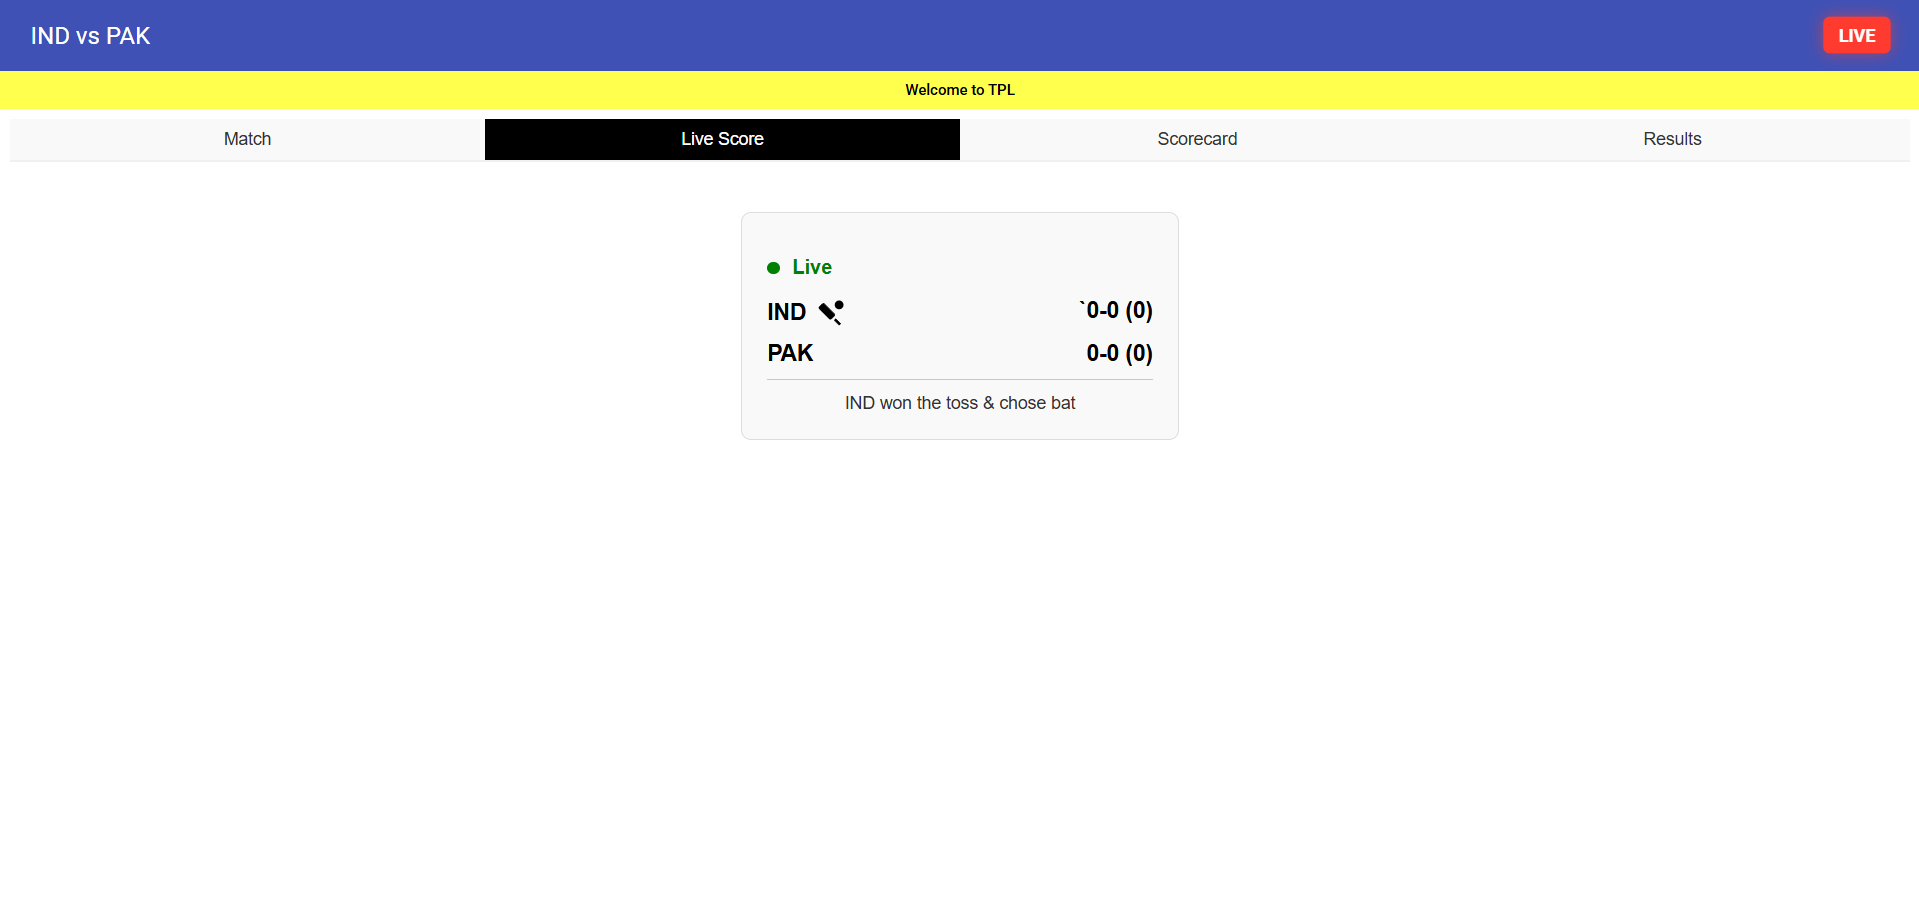 IND vs PAK
LIVE
Welcome to TPL
Match
Live Score
Scorecard
Results
Live
IND `0-0 (0)
PAK 0-0 (0)
IND won the toss & chose bat